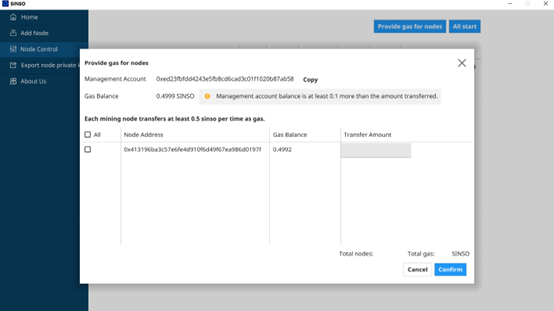 SINSO
Home
Provide gas for nodes
All start
Add Node
Node Control
Export node private k
About Us
Provide gas for nodes
Management Account 0xed23fbfdd4243e5fb8cd6cad3c01f1020b87ab58 Copy
Gas Balance 0.4999 SINSO Management account balance is at least 0.1 more than the amount transferred.
Each mining node transfers at least 0.5 sinso per time as gas.
All Node Address Gas Balance Transfer Amount
0x413196ba3c57e6fe4d910f6d49f67ea986d0197f 0.4992
Total nodes: Total gas: SINSO
Cancel Confirm